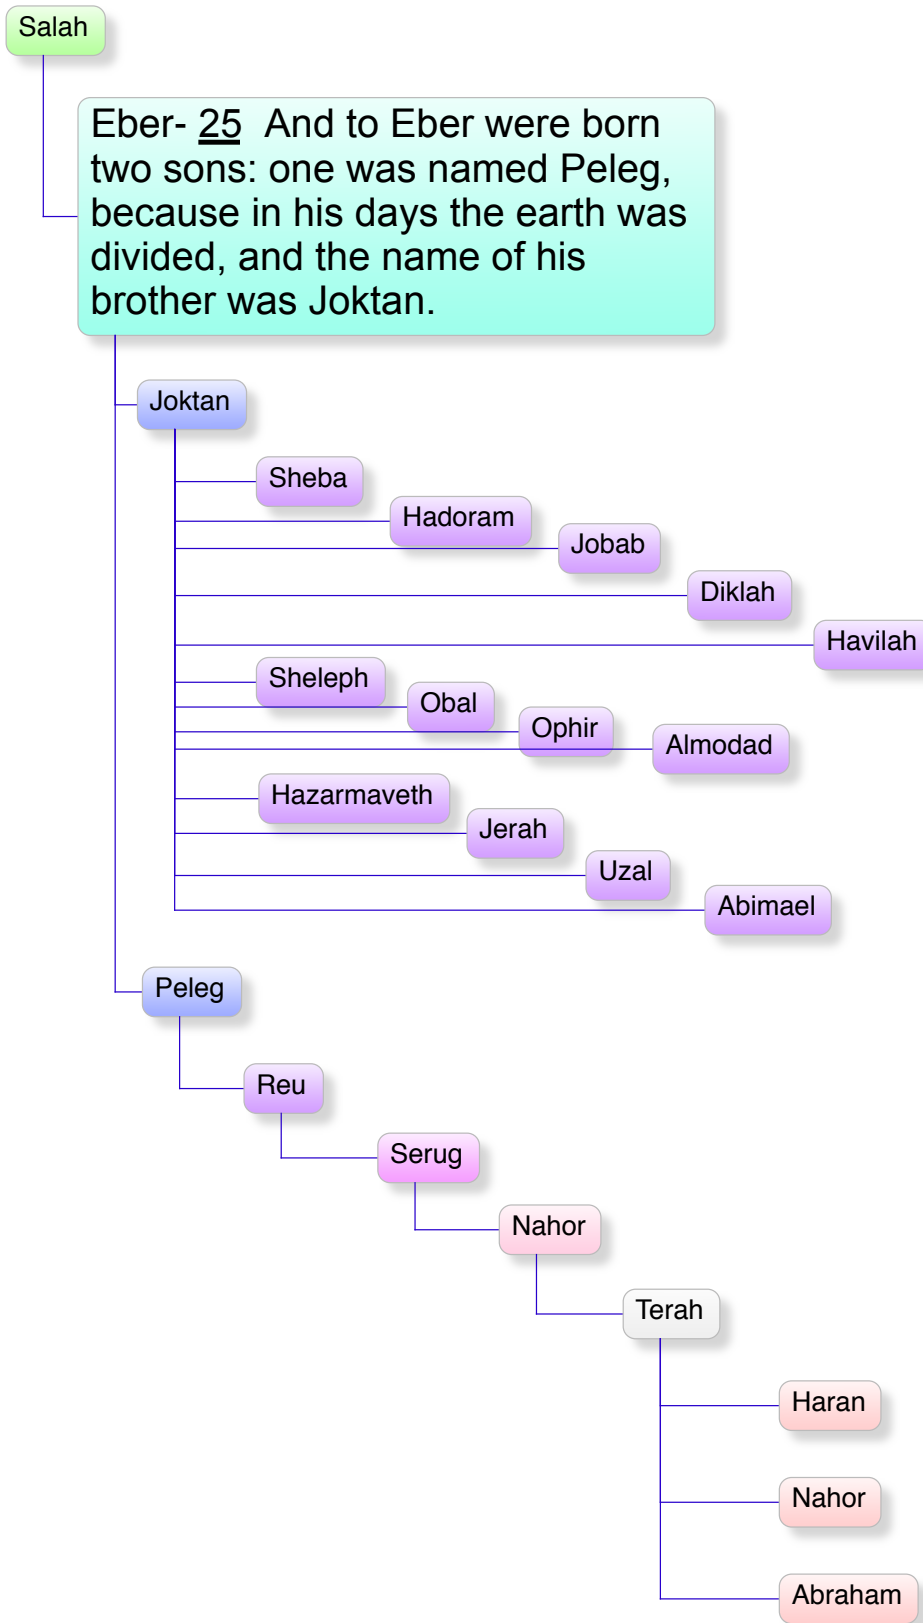 Salah
Eber- 25 And to Eber were born
two sons: one was named Peleg,
because in his days the earth was
divided, and the name of his
brother was Joktan.
Joktan
Sheba
Hadoram
Jobab
Diklah
Havilah
Sheleph
Obal
Ophir
Almodad
Hazarmaveth
Jerah
Uzal
Abimael
Peleg
Reu
Serug
Nahor
Terah
Haran
Nahor
Abraham